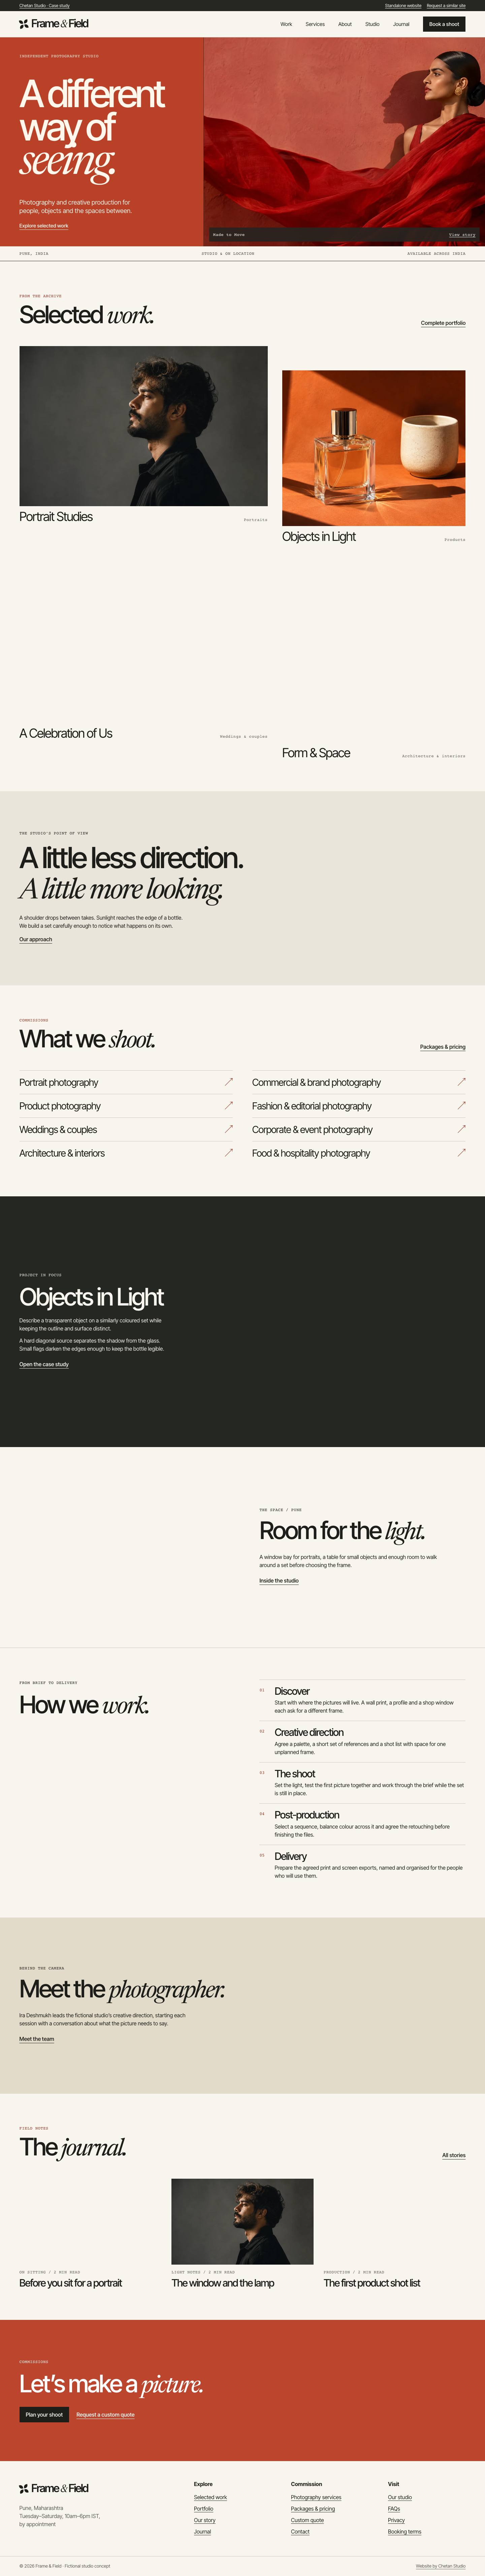 Chetan Studio · Case study
Standalone website
Request a similar site
Frame & Field
Work
Services
About
Studio
Journal
Book a shoot
INDEPENDENT PHOTOGRAPHY STUDIO
A different
way of
seeing.
Photography and creative production for
people, objects and the spaces between.
Explore selected work
Made to Move
View story
PUNE, INDIA
STUDIO & ON LOCATION
AVAILABLE ACROSS INDIA
FROM THE ARCHIVE
Selected work.
Complete portfolio
Portrait Studies
Portraits
Objects in Light
Products
A Celebration of Us
Weddings & couples
Form & Space
Architecture & interiors
THE STUDIO'S POINT OF VIEW
A little less direction.
A little more looking.
A shoulder drops between takes. Sunlight reaches the edge of a bottle.
We build a set carefully enough to notice what happens on its own.
Our approach
COMMISSIONS
What we shoot.
Packages & pricing
Portrait photography
Commercial & brand photography
Product photography
Fashion & editorial photography
Weddings & couples
Corporate & event photography
Architecture & interiors
Food & hospitality photography
PROJECT IN FOCUS
Objects in Light
Describe a transparent object on a similarly coloured set while
keeping the outline and surface distinct.
A hard diagonal source separates the shadow from the glass.
Small flags darken the edges enough to keep the bottle legible.
Open the case study
THE SPACE / PUNE
Room for the light.
A window bay for portraits, a table for small objects and enough room to walk
around a set before choosing the frame.
Inside the studio
FROM BRIEF TO DELIVERY
How we work.
01
Discover
Start with where the pictures will live. A wall print, a profile and a shop window
each ask for a different frame.
02
Creative direction
Agree a palette, a short set of references and a shot list with space for one
unplanned frame.
03
The shoot
Set the light, test the first picture together and work through the brief while the set
is still in place.
04
Post-production
Select a sequence, balance colour across it and agree the retouching before
finishing the files.
05
Delivery
Prepare the agreed print and screen exports, named and organised for the people
who will use them.
BEHIND THE CAMERA
Meet the photographer.
Ira Deshmukh leads the fictional studio's creative direction, starting each
session with a conversation about what the picture needs to say.
Meet the team
FIELD NOTES
The journal.
All stories
ON SITTING / 2 MIN READ
Before you sit for a portrait
LIGHT NOTES / 2 MIN READ
The window and the lamp
PRODUCTION / 2 MIN READ
The first product shot list
COMMISSIONS
Let's make a picture.
Plan your shoot
Request a custom quote
Frame & Field
Pune, Maharashtra
Tuesday–Saturday, 10am–6pm IST,
by appointment
Explore
Selected work
Portfolio
Our story
Journal
Commission
Photography services
Packages & pricing
Custom quote
Contact
Visit
Our studio
FAQs
Privacy
Booking terms
© 2026 Frame & Field · Fictional studio concept
Website by Chetan Studio